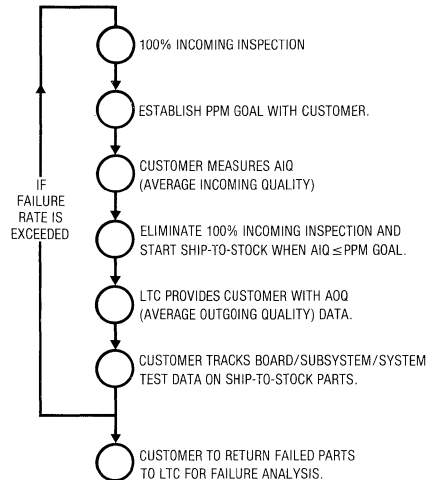 100% INCOMING INSPECTION
ESTABLISH PPM GOAL WITH CUSTOMER.
CUSTOMER MEASURES AIQ
(AVERAGE INCOMING QUALITY)
IF
FAILURE
RATE IS
EXCEEDED
ELIMINATE 100% INCOMING INSPECTION AND
START SHIP-TO-STOCK WHEN AIQ ≤ PPM GOAL.
LTC PROVIDES CUSTOMER WITH AOQ
(AVERAGE OUTGOING QUALITY) DATA.
CUSTOMER TRACKS BOARD/SUBSYSTEM/SYSTEM
TEST DATA ON SHIP-TO-STOCK PARTS.
CUSTOMER TO RETURN FAILED PARTS
TO LTC FOR FAILURE ANALYSIS.